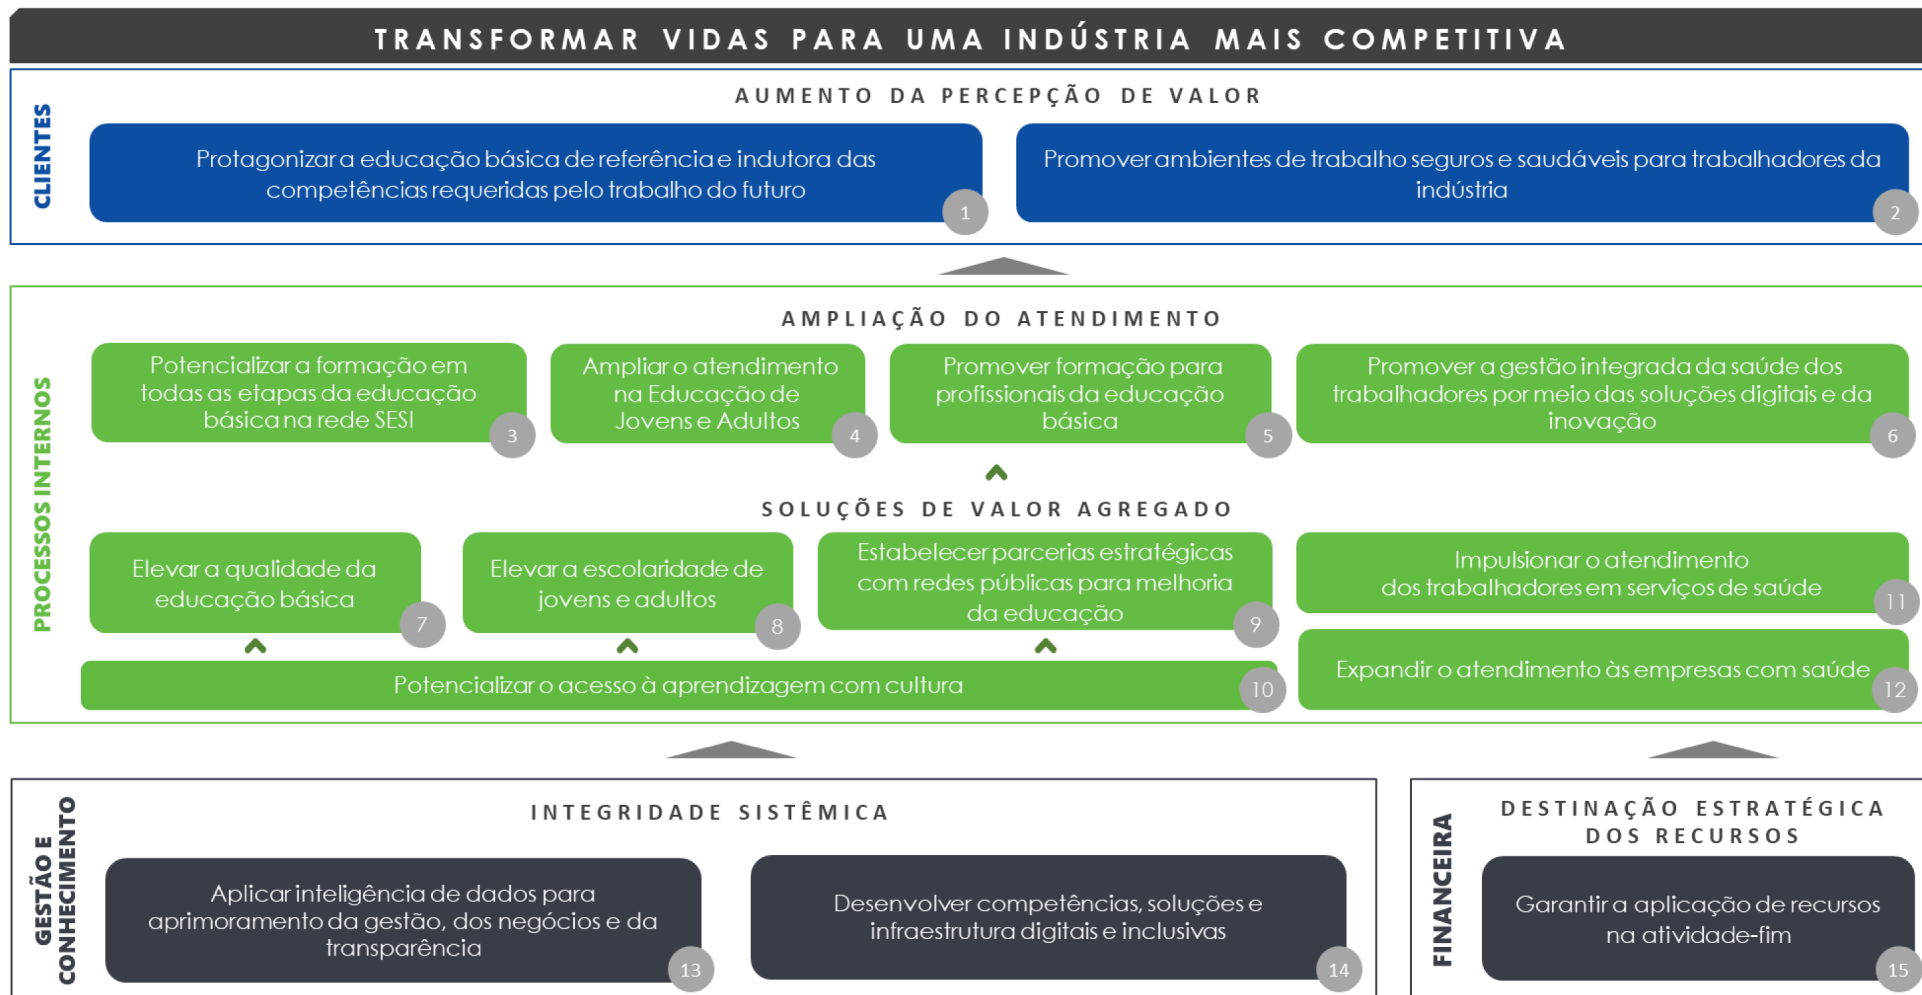 TRANSFORMAR VIDAS PARA UMA INDÚSTRIA MAIS COMPETITIVA
CLIENTES
AUMENTO DA PERCEPÇÃO DE VALOR
Protagonizar a educação básica de referência e indutora das
competências requeridas pelo trabalho do futuro
1
Promover ambientes de trabalho seguros e saudáveis para trabalhadores da
indústria
2
PROCESSOS INTERNOS
AMPLIAÇÃO DO ATENDIMENTO
Potencializar a formação em
todas as etapas da educação
básica na rede SESI
3
Ampliar o atendimento
na Educação de
Jovens e Adultos
4
Promover formação para
profissionais da educação
básica
5
Promover a gestão integrada da saúde dos
trabalhadores por meio das soluções digitais e da
inovação
6
SOLUÇÕES DE VALOR AGREGADO
Elevar a qualidade da
educação básica
7
Elevar a escolaridade de
jovens e adultos
8
Estabelecer parcerias estratégicas
com redes públicas para melhoria
da educação
9
Impulsionar o atendimento
dos trabalhadores em serviços de saúde
11
Potencializar o acesso à aprendizagem com cultura
10
Expandir o atendimento às empresas com saúde
12
GESTÃO E
CONHECIMENTO
INTEGRIDADE SISTÊMICA
Aplicar inteligência de dados para
aprimoramento da gestão, dos negócios e da
transparência
13
Desenvolver competências, soluções e
infraestrutura digitais e inclusivas
14
FINANCEIRA
DESTINAÇÃO ESTRATÉGICA
DOS RECURSOS
Garantir a aplicação de recursos
na atividade-fim
15